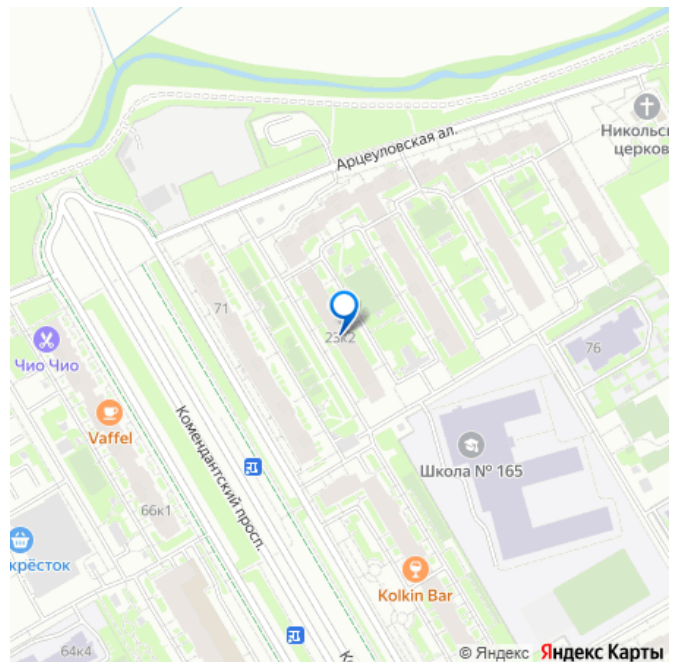 Арцеуловская ал.
Никольс
церков
71
23к2
Чио Чио
76
Vaffel
Комендантский просп.
Школа № 165
66к1
крёсток
Kolkin Bar
64к4
К
© Яндекс Яндекс Карты